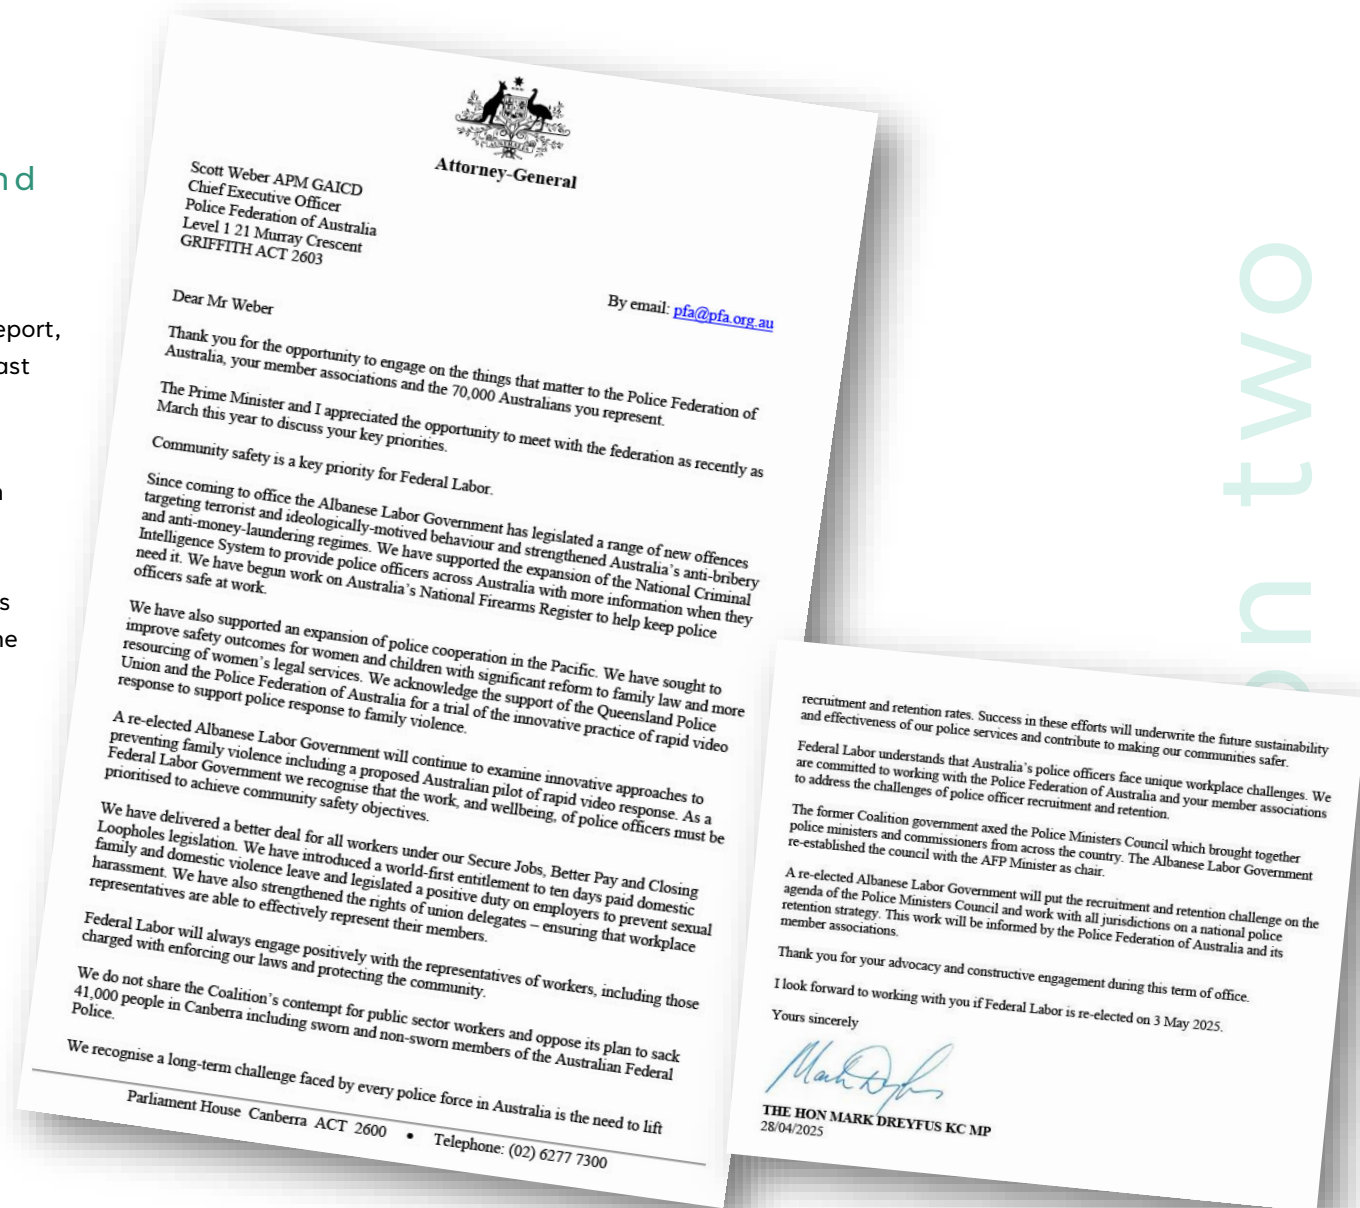 nd
eport,
ast
n
s
ne
AUSTRALIA
Attorney-General
Scott Weber APM GAICD
Chief Executive Officer
Police Federation of Australia
Level 1 21 Murray Crescent
GRIFFITH ACT 2603
By email: pfa@pfa.org.au
Dear Mr Weber
Thank you for the opportunity to engage on the things that matter to the Police Federation of
Australia, your member associations and the 70,000 Australians you represent.
The Prime Minister and I appreciated the opportunity to meet with the federation as recently as
March this year to discuss your key priorities.
Community safety is a key priority for Federal Labor.
Since coming to office the Albanese Labor Government has legislated a range of new offences
targeting terrorist and ideologically-motived behaviour and strengthened Australia's anti-bribery
and anti-money-laundering regimes. We have supported the expansion of the National Criminal
Intelligence System to provide police officers across Australia with more information when they
need it. We have begun work on Australia's National Firearms Register to help keep police
officers safe at work.
We have also supported an expansion of police cooperation in the Pacific. We have sought to
improve safety outcomes for women and children with significant reform to family law and more
resourcing of women's legal services. We acknowledge the support of the Queensland Police
Union and the Police Federation of Australia for a trial of the innovative practice of rapid video
response to support police response to family violence.
A re-elected Albanese Labor Government will continue to examine innovative approaches to
preventing family violence including a proposed Australian pilot of rapid video response. As a
Federal Labor Government we recognise that the work, and wellbeing, of police officers must be
prioritised to achieve community safety objectives.
We have delivered a better deal for all workers under our Secure Jobs, Better Pay and Closing
Loopholes legislation. We have introduced a world-first entitlement to ten days paid domestic
family and domestic violence leave and legislated a positive duty on employers to prevent sexual
harassment. We have also strengthened the rights of union delegates – ensuring that workplace
representatives are able to effectively represent their members.
Federal Labor will always engage positively with the representatives of workers, including those
charged with enforcing our laws and protecting the community.
We do not share the Coalition's contempt for public sector workers and oppose its plan to sack
41,000 people in Canberra including sworn and non-sworn members of the Australian Federal
Police.
We recognise a long-term challenge faced by every police force in Australia is the need to lift
Parliament House Canberra ACT 2600 • Telephone: (02) 6277 7300
recruitment and retention rates. Success in these efforts will underwrite the future sustainability
and effectiveness of our police services and contribute to making our communities safer.
Federal Labor understands that Australia's police officers face unique workplace challenges. We
are committed to working with the Police Federation of Australia and your member associations
to address the challenges of police officer recruitment and retention.
The former Coalition government axed the Police Ministers Council which brought together
police ministers and commissioners from across the country. The Albanese Labor Government
re-established the council with the AFP Minister as chair.
A re-elected Albanese Labor Government will put the recruitment and retention challenge on the
agenda of the Police Ministers Council and work with all jurisdictions on a national police
retention strategy. This work will be informed by the Police Federation of Australia and its
member associations.
Thank you for your advocacy and constructive engagement during this term of office.
I look forward to working with you if Federal Labor is re-elected on 3 May 2025.
Yours sincerely
Mark Dreyfus
THE HON MARK DREYFUS KC MP
28/04/2025
on two